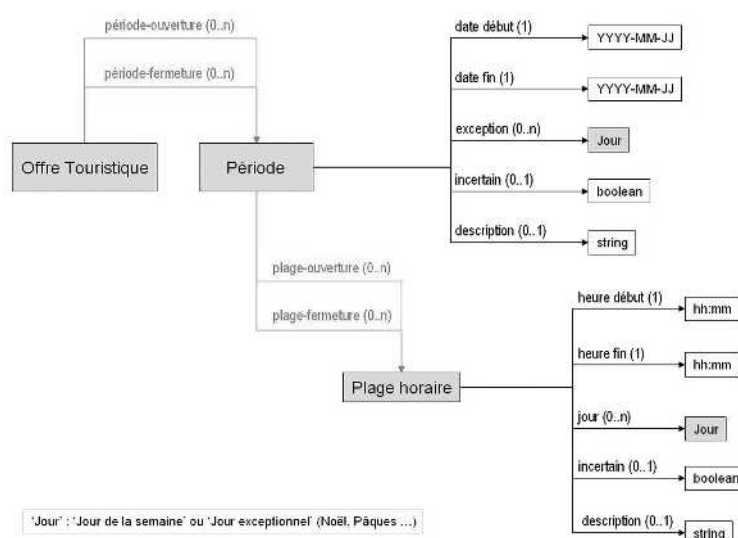 période-ouverture (0..n)
période-fermeture (0..n)
Offre Touristique
Période
date début (1)
YYYY-MM-JJ
date fin (1)
YYYY-MM-JJ
exception (0..n)
Jour
incertain (0..1)
boolean
description (0..1)
string
plage-ouverture (0..n)
plage-fermeture (0..n)
Plage horaire
heure début (1)
hh:mm
heure fin (1)
hh:mm
jour (0..n)
Jour
incertain (0..1)
boolean
description (0..1)
string
'Jour' : 'Jour de la semaine' ou 'Jour exceptionnel' (Noël, Pâques ...)